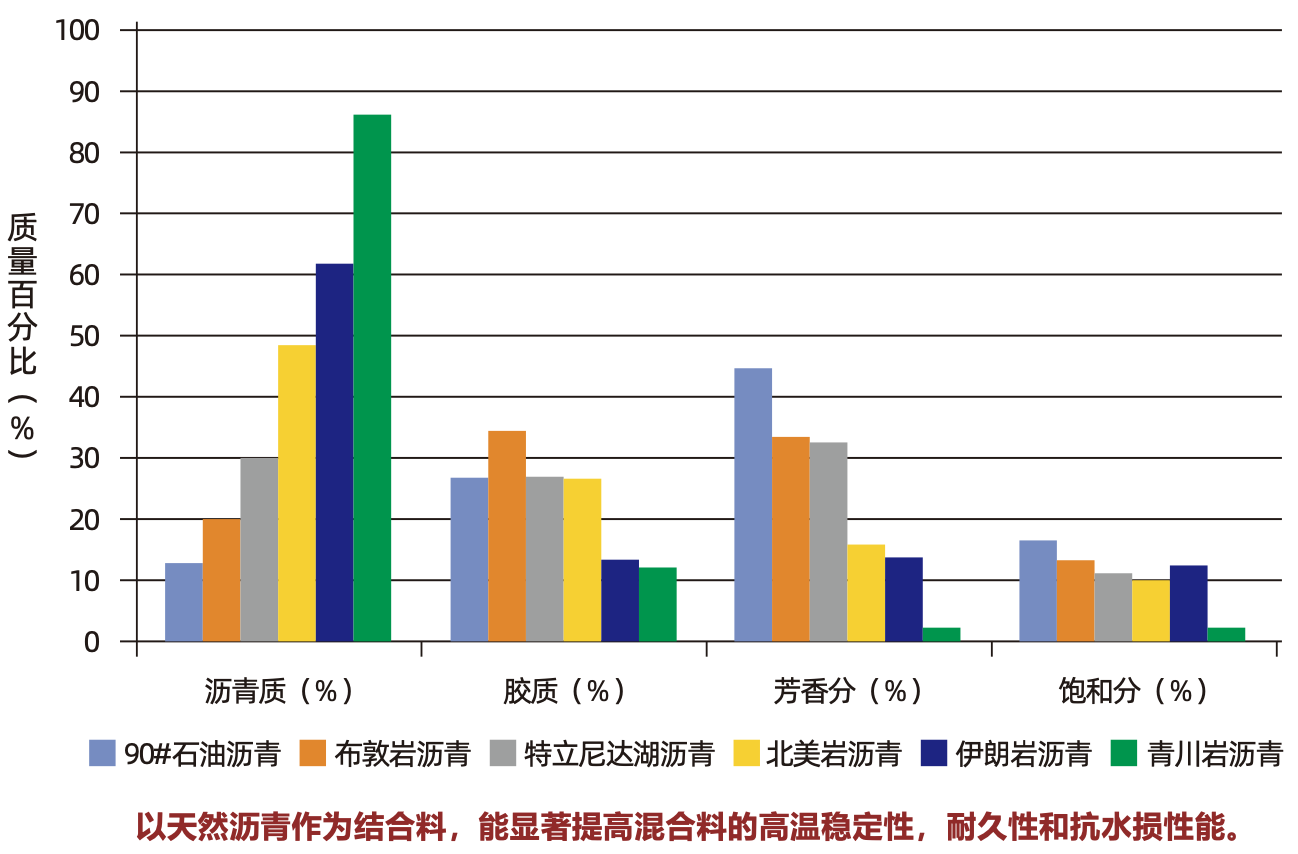 100
90
80
70
60
50
40
30
20
10
0
质量百分比（%）
沥青质（%）
胶质（%）
芳香分（%）
饱和分（%）
90#石油沥青
布敦岩沥青
特立尼达湖沥青
北美岩沥青
伊朗岩沥青
青川岩沥青
以天然沥青作为结合料，能显著提高混合料的高温稳定性，耐久性和抗水损性能。